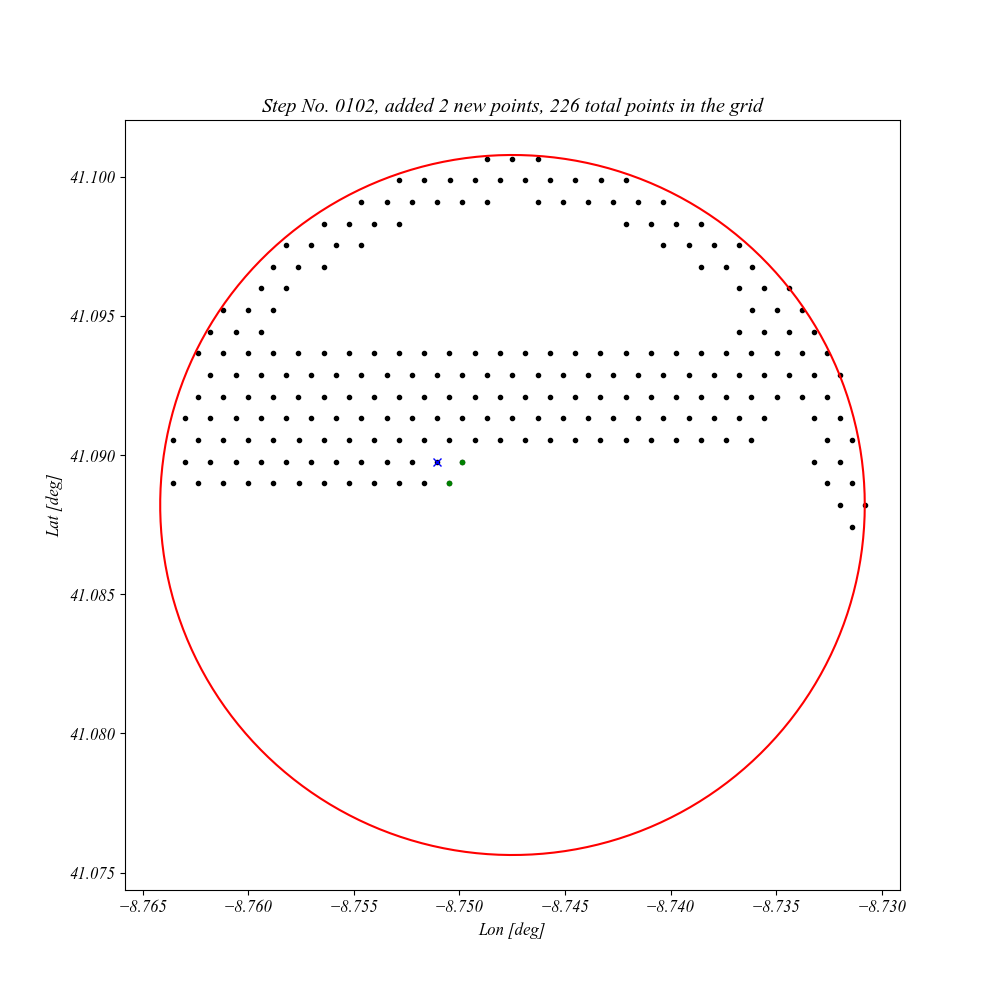 Step No. 0102, added 2 new points, 226 total points in the grid
41.100
41.095
41.090
41.085
41.080
41.075
Lat [deg]
−8.765 −8.760 −8.755 −8.750 −8.745 −8.740 −8.735 −8.730
Lon [deg]